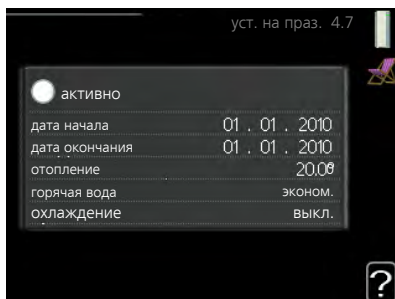 уст. на праз. 4.7
активно
дата начала 01 . 01 . 2010
дата окончания 01 . 01 . 2010
отопление 20.0°
горячая вода эконом.
охлаждение выкл.
?